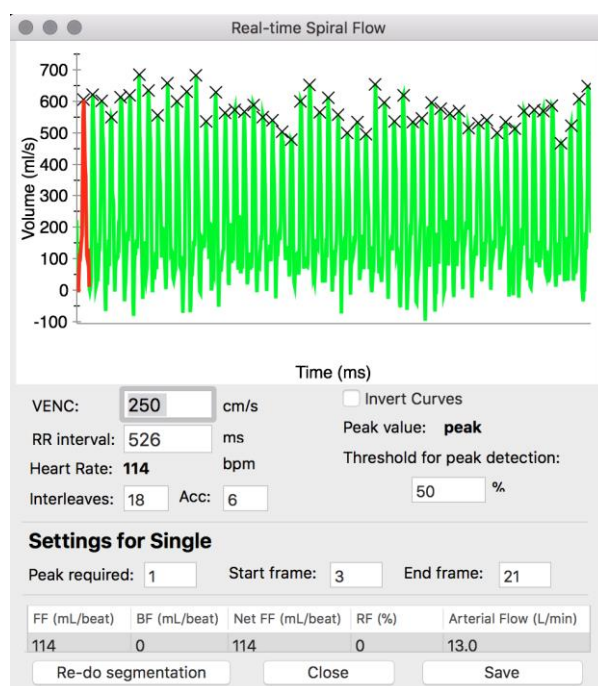 Real-time Spiral Flow
700
600
500
400
300
200
100
0
-100
Volume (ml/s)
Time (ms)
VENC: 250 cm/s
Invert Curves
RR interval: 526 ms
Peak value: peak
Heart Rate: 114 bpm
Threshold for peak detection:
50 %
Interleaves: 18 Acc: 6
Settings for Single
Peak required: 1 Start frame: 3 End frame: 21
FF (mL/beat) BF (mL/beat) Net FF (mL/beat) RF (%) Arterial Flow (L/min)
114 0 114 0 13.0
Re-do segmentation Close Save